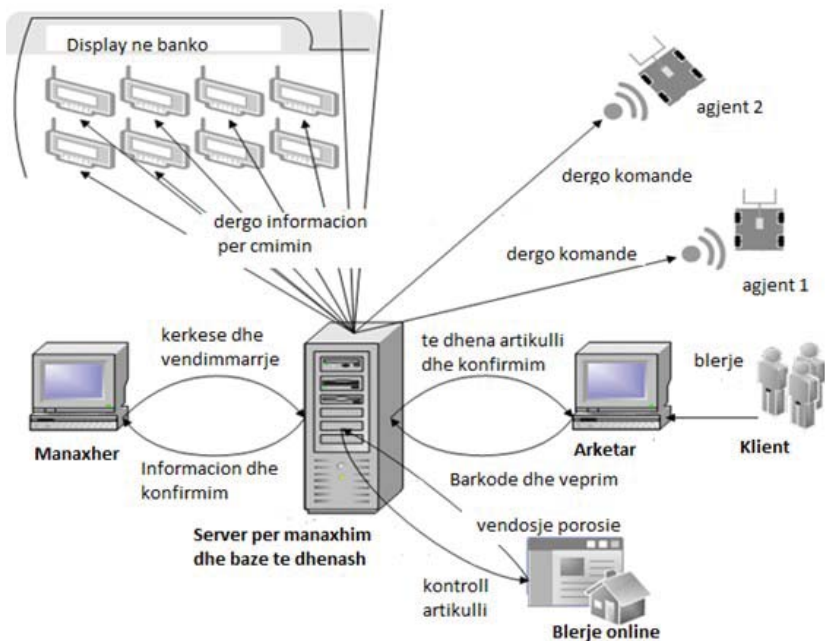 Display ne banko
agjent 2
dergo komande
dergo informacion
per cmimin
dergo komande
agjent 1
kerkese dhe
vendimmarrje
te dhena artikulli
dhe konfirmim
blerje
Manaxher
Arketar
Klient
Informacion dhe
konfirmim
Barkode dhe veprim
Server per manaxhim
dhe baze te dhenash
vendosje porosie
kontroll
artikulli
Blerje online